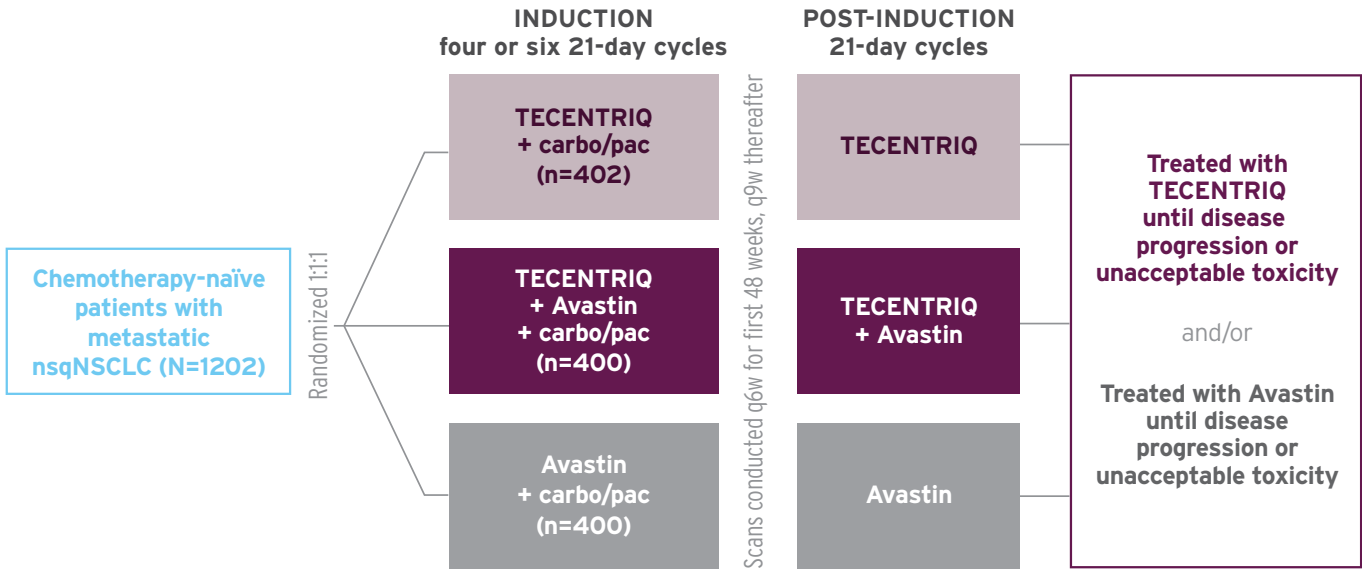 INDUCTION
four or six 21-day cycles
POST-INDUCTION
21-day cycles
Chemotherapy-naïve
patients with
metastatic
nsqNSCLC (N=1202)
Randomized 1:1:1
TECENTRIQ
+ carbo/pac
(n=402)
TECENTRIQ
+ Avastin
+ carbo/pac
(n=400)
Avastin
+ carbo/pac
(n=400)
Scans conducted q6w for first 48 weeks, q9w thereafter
TECENTRIQ
TECENTRIQ
+ Avastin
Avastin
Treated with
TECENTRIQ
until disease
progression or
unacceptable toxicity
and/or
Treated with Avastin
until disease
progression or
unacceptable toxicity